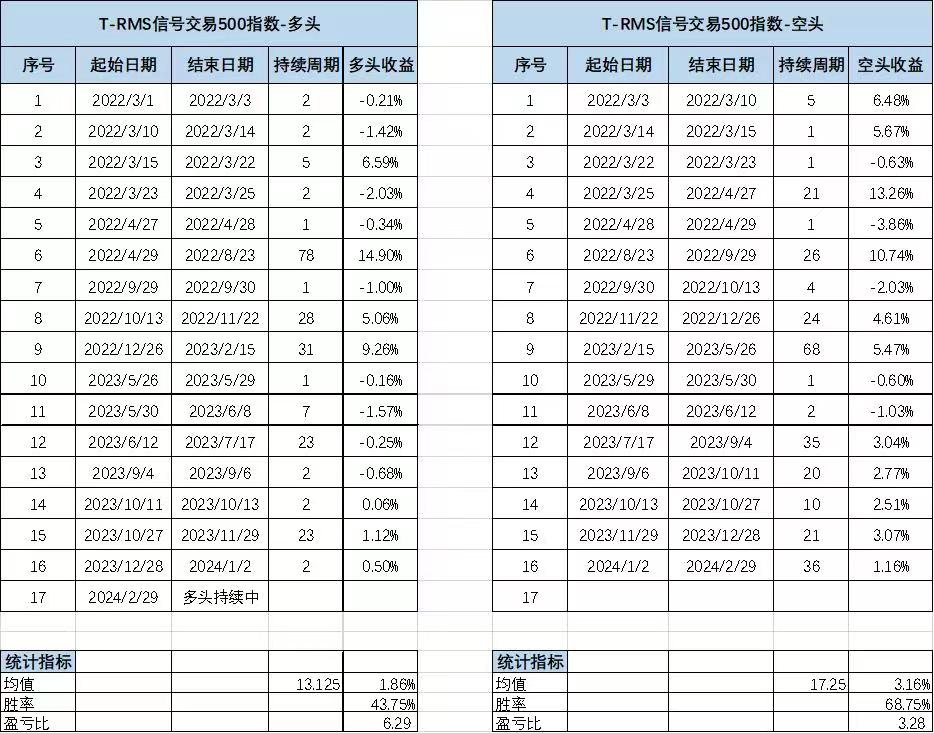 T-RMS信号交易500指数-多头
序号 起始日期 结束日期 持续周期 多头收益
1 2022/3/1 2022/3/3 2 -0.21%
2 2022/3/10 2022/3/14 2 -1.42%
3 2022/3/15 2022/3/22 5 6.59%
4 2022/3/23 2022/3/25 2 -2.03%
5 2022/4/27 2022/4/28 1 -0.34%
6 2022/4/29 2022/8/23 78 14.90%
7 2022/9/29 2022/9/30 1 -1.00%
8 2022/10/13 2022/11/22 28 5.06%
9 2022/12/26 2023/2/15 31 9.26%
10 2023/5/26 2023/5/29 1 -0.16%
11 2023/5/30 2023/6/8 7 -1.57%
12 2023/6/12 2023/7/17 23 -0.25%
13 2023/9/4 2023/9/6 2 -0.68%
14 2023/10/11 2023/10/13 2 0.06%
15 2023/10/27 2023/11/29 23 1.12%
16 2023/12/28 2024/1/2 2 0.50%
17 2024/2/29 多头持续中
统计指标
均值 13.125 1.86%
胜率 43.75%
盈亏比 6.29
T-RMS信号交易500指数-空头
序号 起始日期 结束日期 持续周期 空头收益
1 2022/3/3 2022/3/10 5 6.48%
2 2022/3/14 2022/3/15 1 5.67%
3 2022/3/22 2022/3/23 1 -0.63%
4 2022/3/25 2022/4/27 21 13.26%
5 2022/4/28 2022/4/29 1 -3.86%
6 2022/8/23 2022/9/29 26 10.74%
7 2022/9/30 2022/10/13 4 -2.03%
8 2022/11/22 2022/12/26 24 4.61%
9 2023/2/15 2023/5/26 68 5.47%
10 2023/5/29 2023/5/30 1 -0.60%
11 2023/6/8 2023/6/12 2 -1.03%
12 2023/7/17 2023/9/4 35 3.04%
13 2023/9/6 2023/10/11 20 2.77%
14 2023/10/13 2023/10/27 10 2.51%
15 2023/11/29 2023/12/28 21 3.07%
16 2024/1/2 2024/2/29 36 1.16%
17
统计指标
均值 17.25 3.16%
胜率 68.75%
盈亏比 3.28